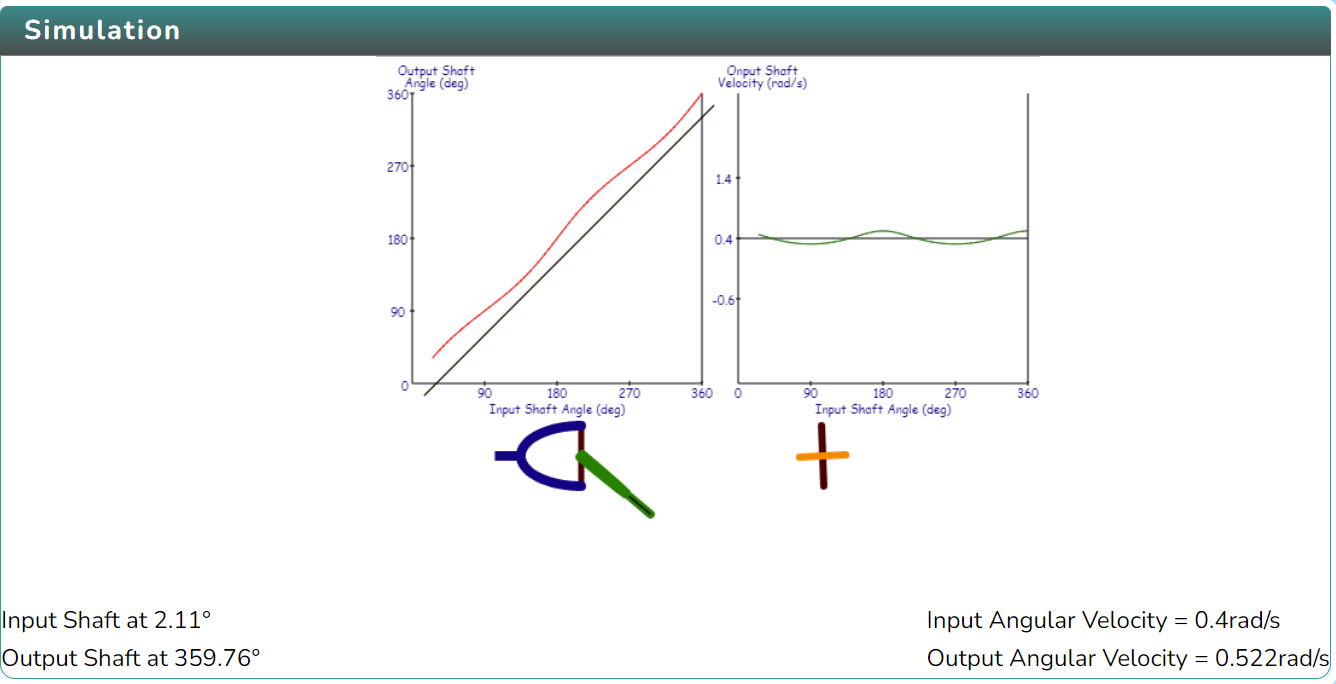 Simulation
Output Shaft
Angle (deg)
360
270
180
90
0
90 180 270 360
Input Shaft Angle (deg)
Onput Shaft
Velocity (rad/s)
1.4
0.4
-0.6
0 90 180 270 360
Input Shaft Angle (deg)
Input Shaft at 2.11°
Output Shaft at 359.76°
Input Angular Velocity = 0.4rad/s
Output Angular Velocity = 0.522rad/s